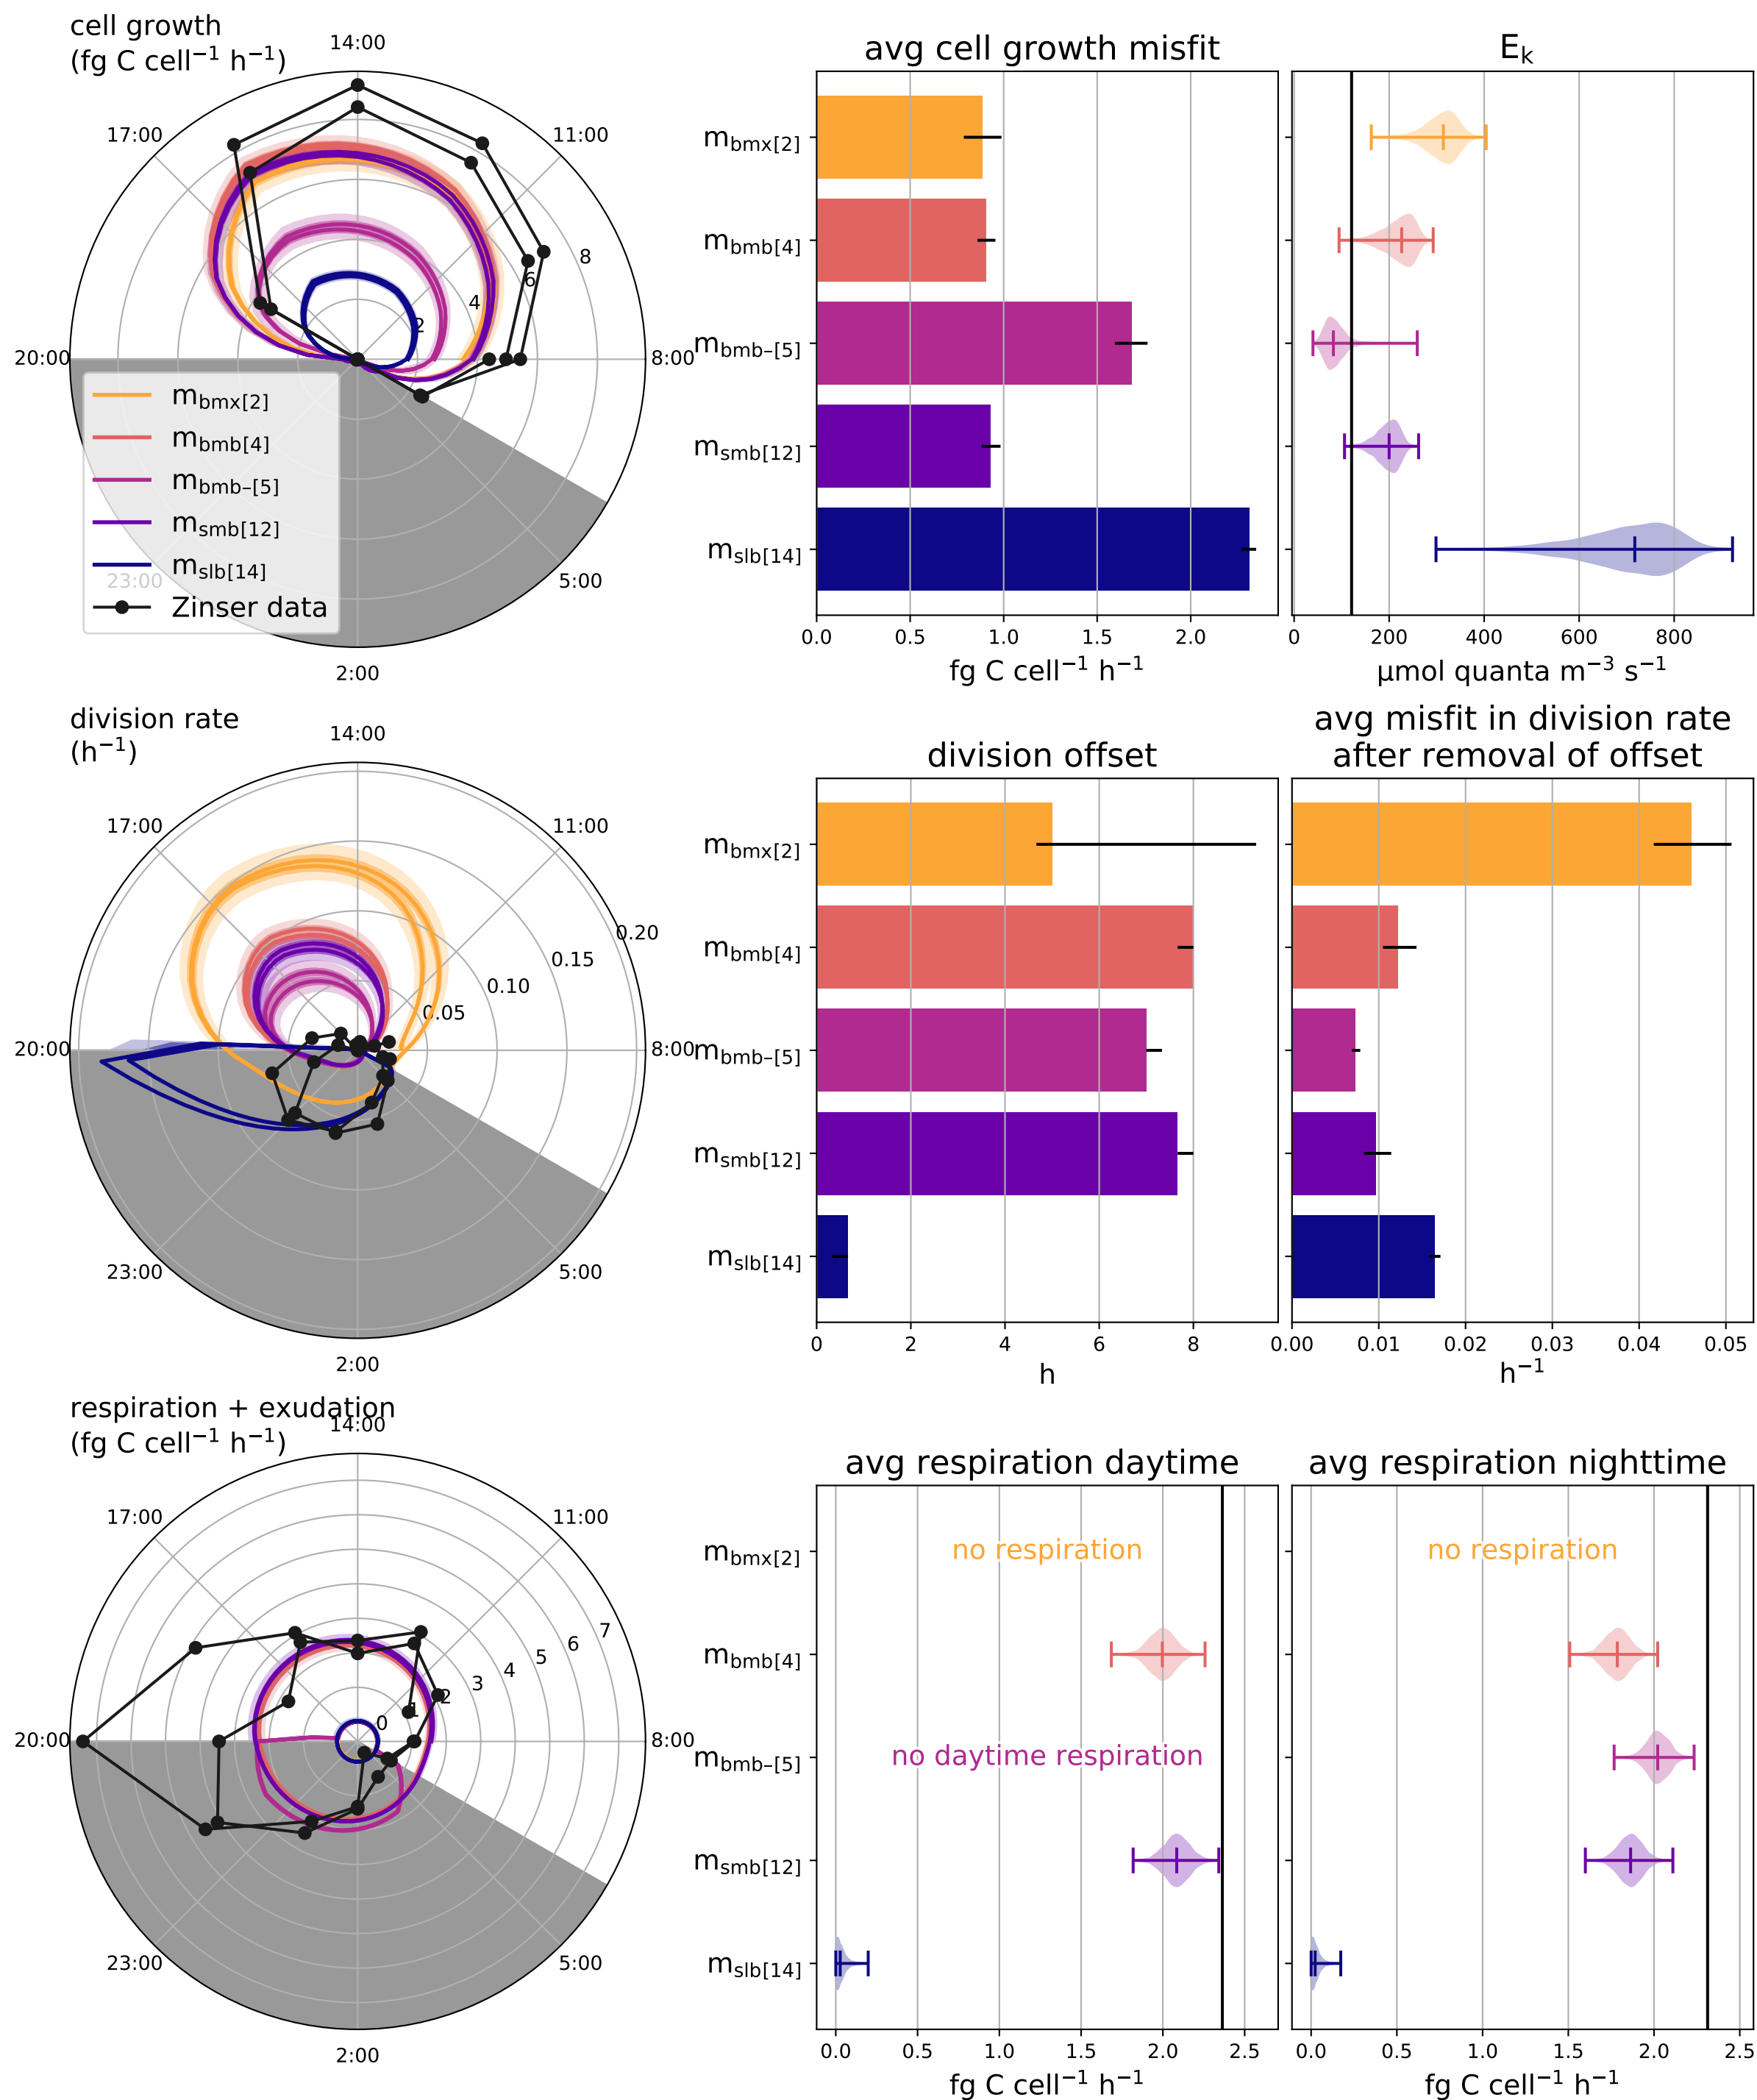 cell growth
(fg C cell⁻¹ h⁻¹)
14:00
17:00
11:00
20:00
8:00
23:00
5:00
2:00
2
4
6
8
m_bmx[2]
m_bmb[4]
m_bmb–[5]
m_smb[12]
m_slb[14]
Zinser data
avg cell growth misfit
m_bmx[2]
m_bmb[4]
m_bmb–[5]
m_smb[12]
m_slb[14]
0.0 0.5 1.0 1.5 2.0
fg C cell⁻¹ h⁻¹
E_k
0 200 400 600 800
μmol quanta m⁻³ s⁻¹
division rate
(h⁻¹)
14:00
17:00
11:00
20:00
8:00
23:00
5:00
2:00
0.05
0.10
0.15
0.20
division offset
m_bmx[2]
m_bmb[4]
m_bmb–[5]
m_smb[12]
m_slb[14]
0 2 4 6 8
h
avg misfit in division rate
after removal of offset
0.00 0.01 0.02 0.03 0.04 0.05
h⁻¹
respiration + exudation
(fg C cell⁻¹ h⁻¹)
14:00
17:00
11:00
20:00
8:00
23:00
5:00
2:00
0
1
2
3
4
5
6
7
avg respiration daytime
m_bmx[2]
m_bmb[4]
m_bmb–[5]
m_smb[12]
m_slb[14]
no respiration
no daytime respiration
0.0 0.5 1.0 1.5 2.0 2.5
fg C cell⁻¹ h⁻¹
avg respiration nighttime
no respiration
0.0 0.5 1.0 1.5 2.0 2.5
fg C cell⁻¹ h⁻¹